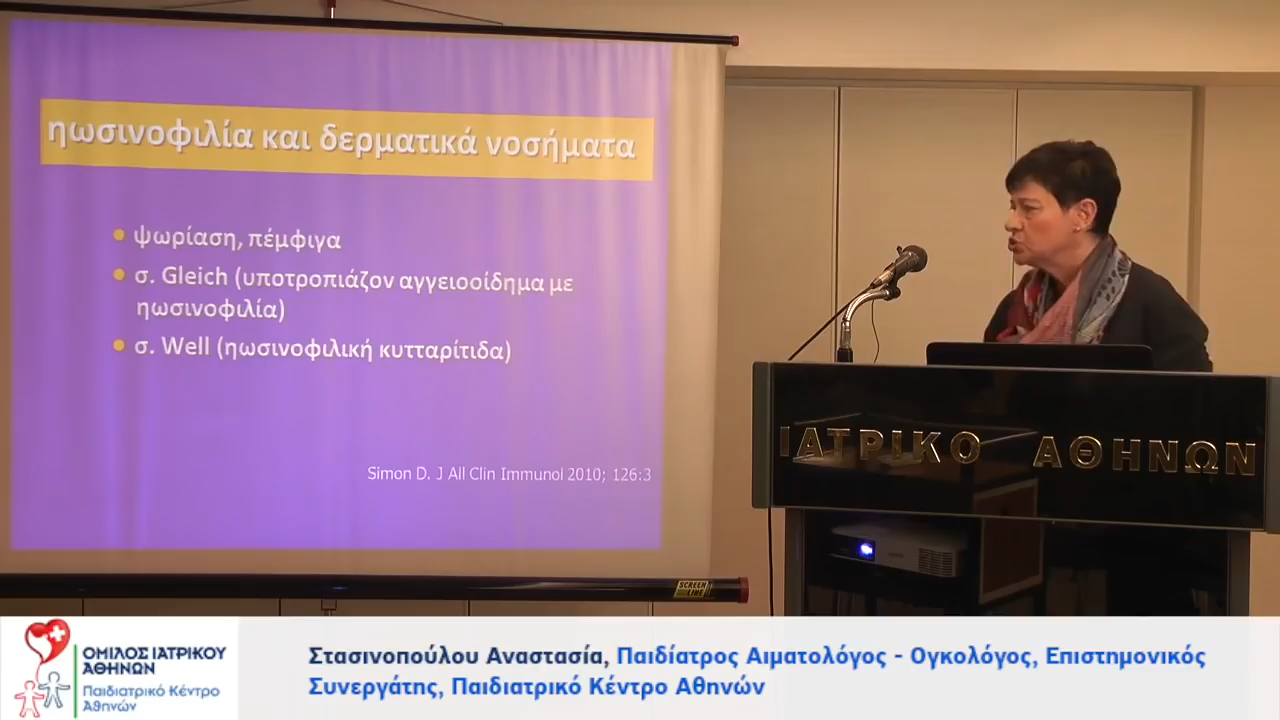 ηωσινοφιλία και δερματικά νοσήματα
ψωρίαση, πέμφιγα
σ. Gleich (υποτροπιάζον αγγειοοίδημα με
ηωσινοφιλία)
σ. Well (ηωσινοφιλική κυτταρίτιδα)
Simon D. J All Clin Immunol 2010; 126:3
SCREEN
LINE
ΙΑΤΡΙΚΟ ΑΘΗΝΩΝ
ΟΜΙΛΟΣ ΙΑΤΡΙΚΟΥ
ΑΘΗΝΩΝ
Παιδιατρικό Κέντρο
Αθηνών
Στασινοπούλου Αναστασία, Παιδίατρος Αιματολόγος - Ογκολόγος, Επιστημονικός
Συνεργάτης, Παιδιατρικό Κέντρο Αθηνών